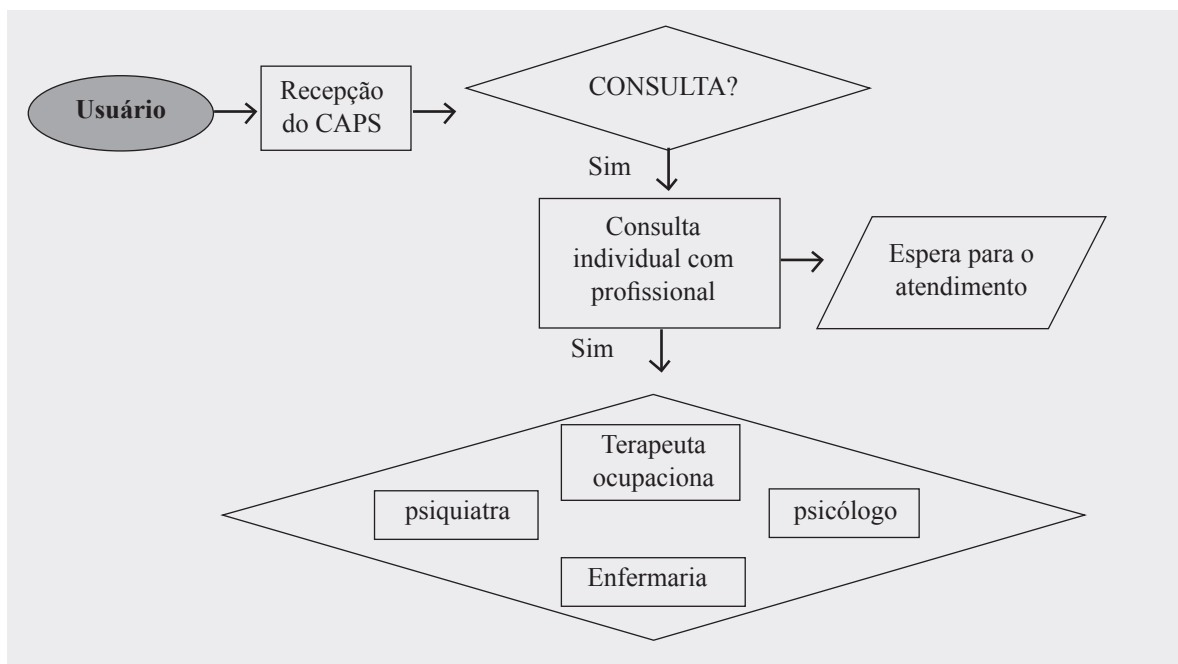 Usuário
Recepção
do CAPS
CONSULTA?
Sim
Consulta
individual com
profissional
Espera para o
atendimento
Sim
Terapeuta
ocupaciona
psiquiatra
psicólogo
Enfermaria